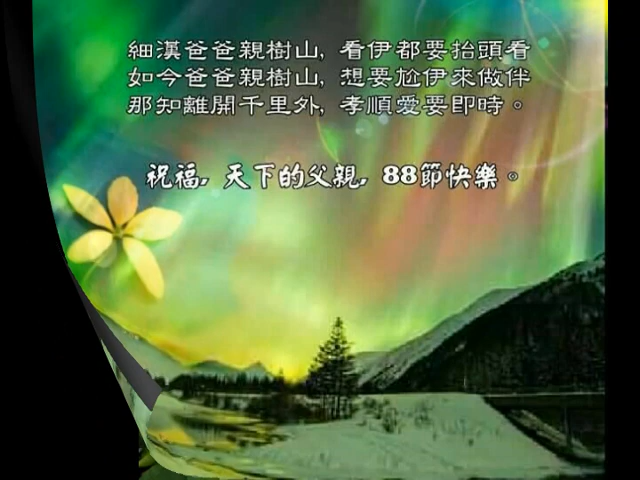 細漢爸爸親樹山, 看伊都要抬頭看
如今爸爸親樹山, 想要尬伊來做伴
那知離開千里外, 孝順愛要即時。
祝福, 天下的父親, 88節快樂。